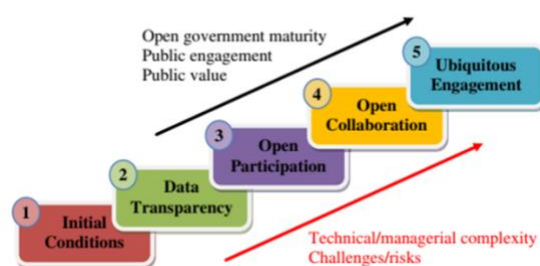 Open government maturity
Public engagement
Public value
5
Ubiquitous
Engagement
4
Open
Collaboration
3
Open
Participation
2
Data
Transparency
1
Initial
Conditions
Technical/managerial complexity
Challenges/risks